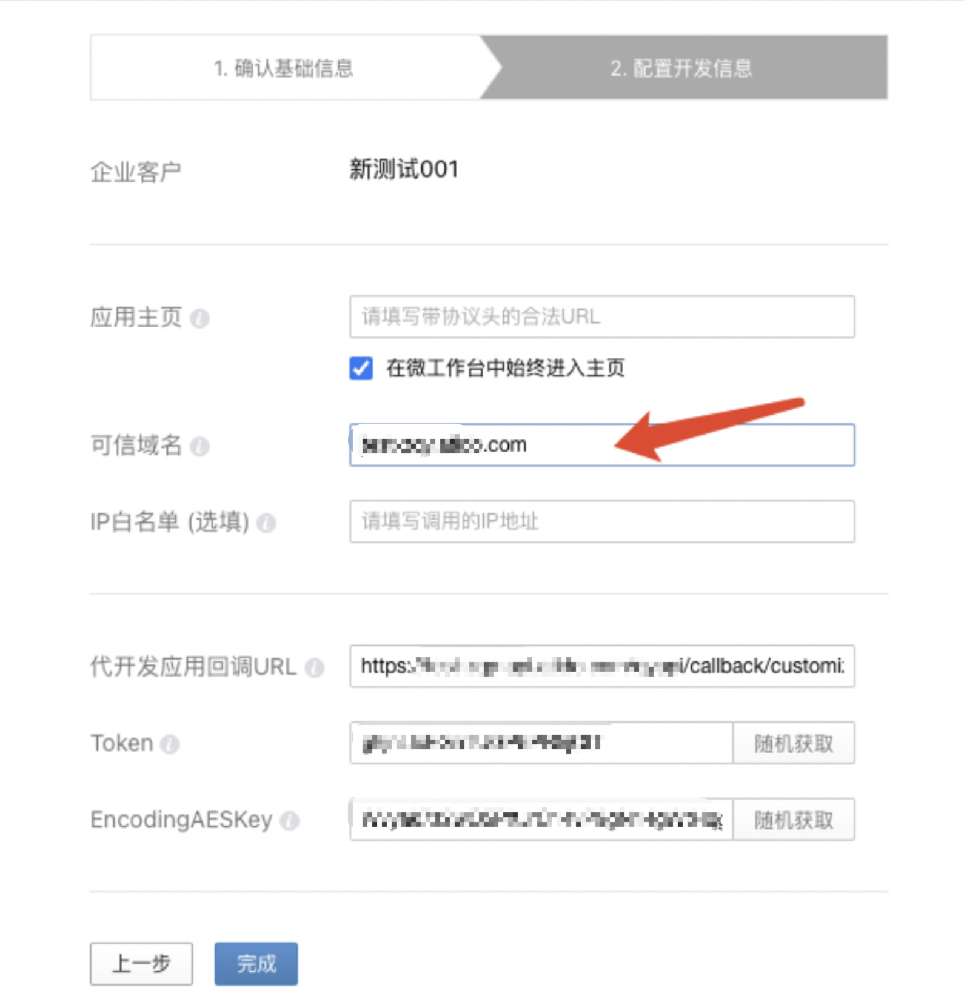 1. 确认基础信息
2. 配置开发信息
企业客户
新测试001
应用主页
请填写带协议头的合法URL
在微工作台中始终进入主页
可信域名
.com
IP白名单 (选填)
请填写调用的IP地址
代开发应用回调URL
https: i/callback/customi
Token
随机获取
EncodingAESKey
随机获取
上一步
完成